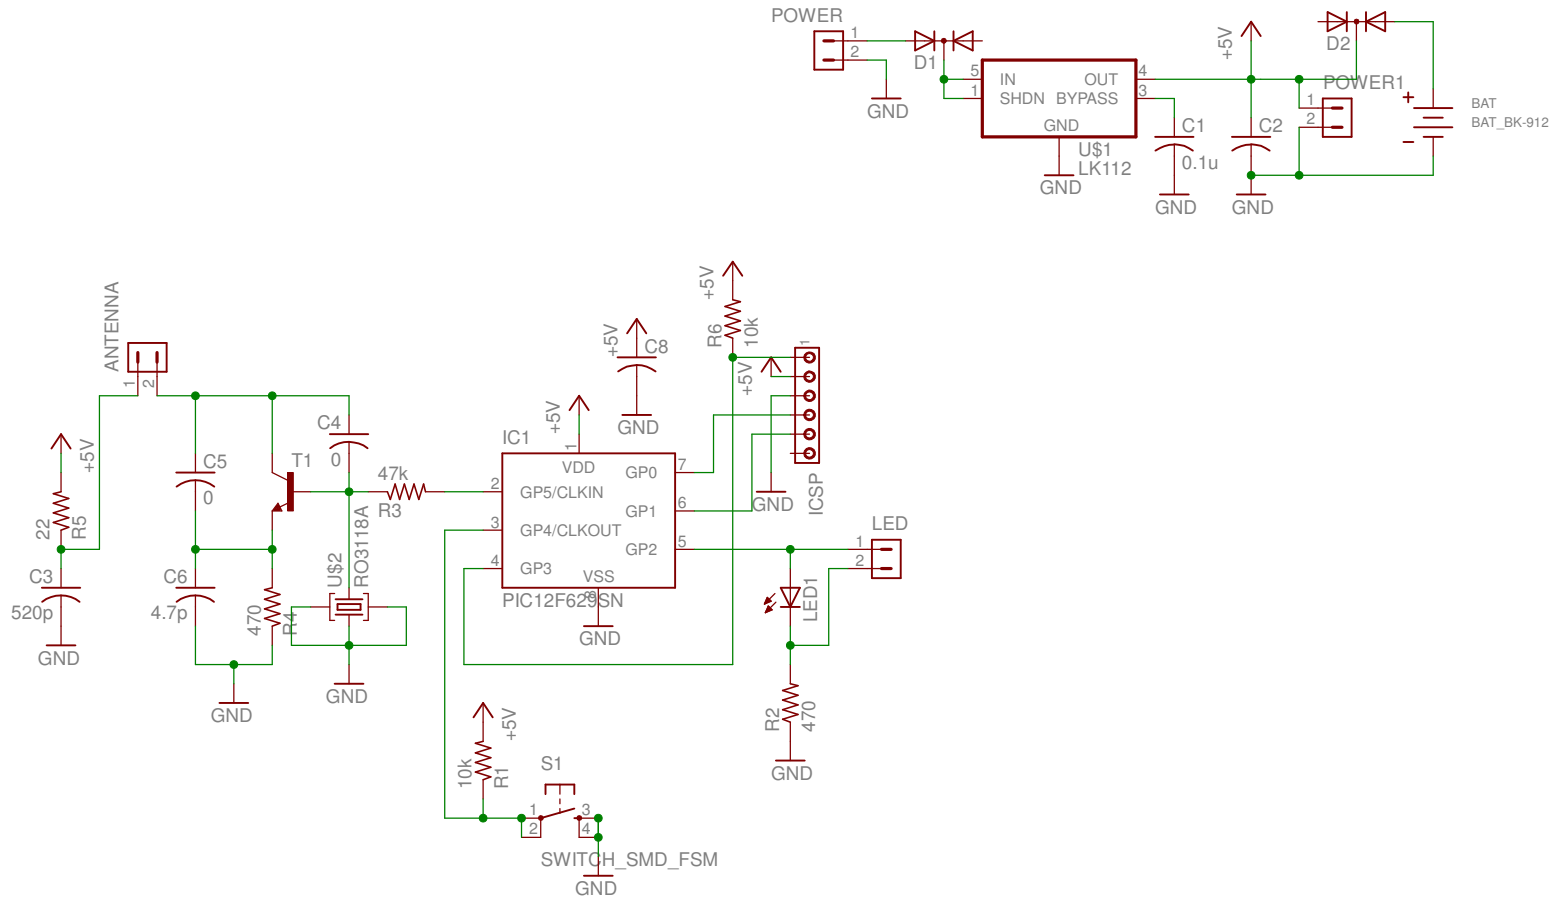 POWER
1
2
GND
D1
5
1
IN
SHDN
OUT
BYPASS
GND
4
3
U$1
LK112
GND
C1
0.1u
GND
+5V
C2
GND
D2
POWER1
1
2
+
-
BAT
BAT_BK-912
ANTENNA
1
2
+5V
22
R5
C3
520p
GND
C5
0
C6
4.7p
T1
470
R4
GND
C4
0
U$2
RO3118A
GND
47k
R3
IC1
+5V
1
VDD
2
GP5/CLKIN
3
GP4/CLKOUT
4
GP3
GP0
7
GP1
6
GP2
5
VSS
8
PIC12F629SN
GND
+5V
C8
GND
+5V
R6
10k
+5V
1
ICSP
GND
LED
1
2
LED1
R2
470
GND
+5V
10k
R1
S1
1
2
3
4
SWITCH_SMD_FSM
GND